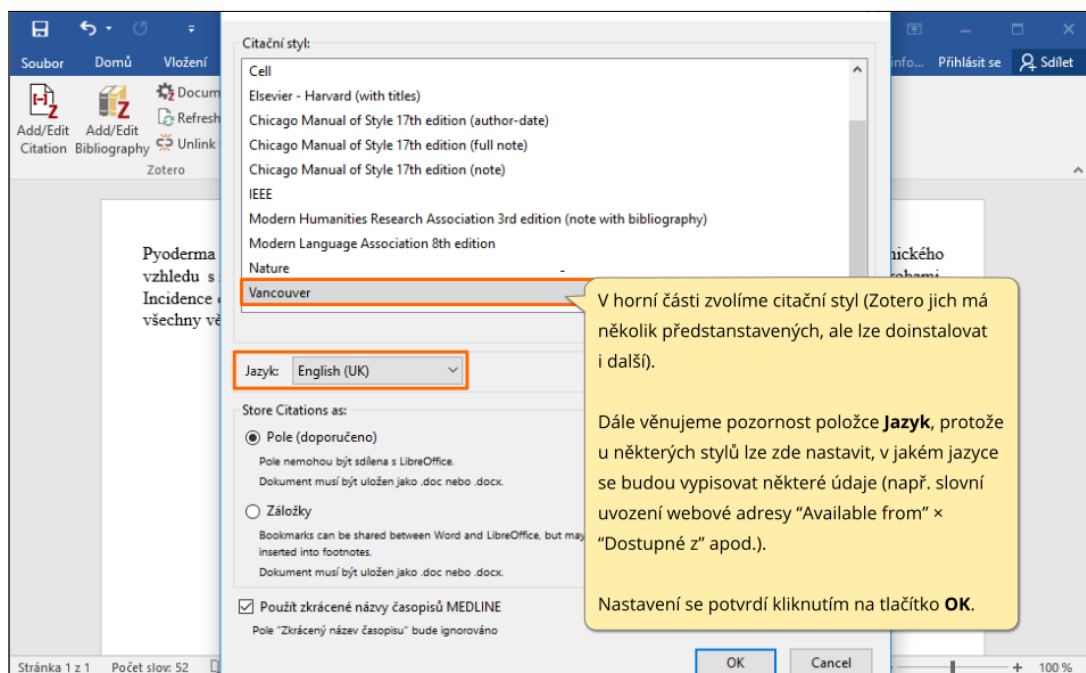 Soubor Domů Vložení
info... Přihlásit se Sdílet
Add/Edit Citation
Add/Edit Bibliography
Docum
Refresh
Unlink
Zotero
Pyoderma
vzhledu s
Incidence
všechny vě
nického
Citační styl:
Cell
Elsevier - Harvard (with titles)
Chicago Manual of Style 17th edition (author-date)
Chicago Manual of Style 17th edition (full note)
Chicago Manual of Style 17th edition (note)
IEEE
Modern Humanities Research Association 3rd edition (note with bibliography)
Modern Language Association 8th edition
Nature
Vancouver
Jazyk: English (UK)
Store Citations as:
Pole (doporučeno)
Pole nemohou být sdílena s LibreOffice.
Dokument musí být uložen jako .doc nebo .docx.
Záložky
Bookmarks can be shared between Word and LibreOffice, but may
inserted into footnotes.
Dokument musí být uložen jako .doc nebo .docx.
Použít zkrácené názvy časopisů MEDLINE
Pole "Zkrácený název časopisu" bude ignorováno
OK Cancel
V horní části zvolíme citační styl (Zotero jich má
několik předstanstavených, ale lze doinstalovat
i další).
Dále věnujeme pozornost položce Jazyk, protože
u některých stylů lze zde nastavit, v jakém jazyce
se budou vypisovat některé údaje (např. slovní
uvození webové adresy “Available from” ×
“Dostupné z” apod.).
Nastavení se potvrdí kliknutím na tlačítko OK.
Stránka 1 z 1 Počet slov: 52
100 %